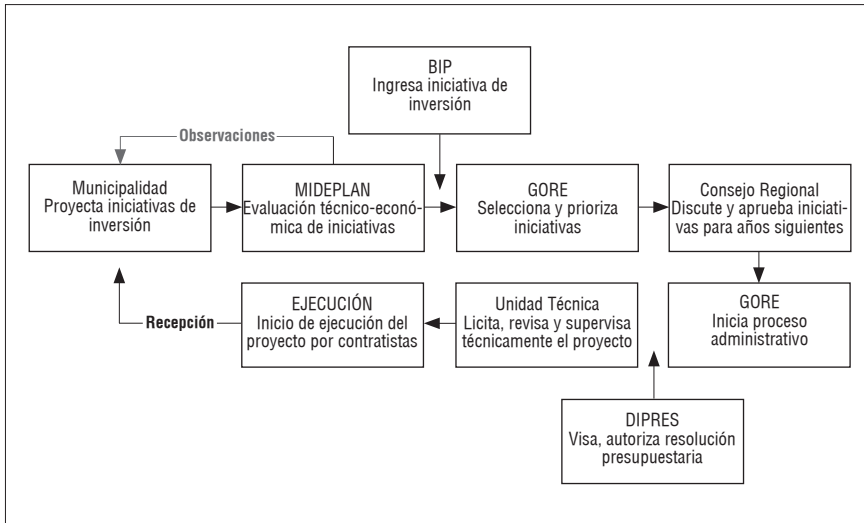 BIP
Ingresa iniciativa de
inversión
Observaciones
Municipalidad
Proyecta iniciativas de
inversión
MIDEPLAN
Evaluación técnico-econó-
mica de iniciativas
GORE
Selecciona y prioriza
iniciativas
Consejo Regional
Discute y aprueba iniciati-
vas para años siguientes
Recepción
EJECUCIÓN
Inicio de ejecución del
proyecto por contratistas
Unidad Técnica
Licita, revisa y supervisa
técnicamente el proyecto
GORE
Inicia proceso
administrativo
DIPRES
Visa, autoriza resolución
presupuestaria